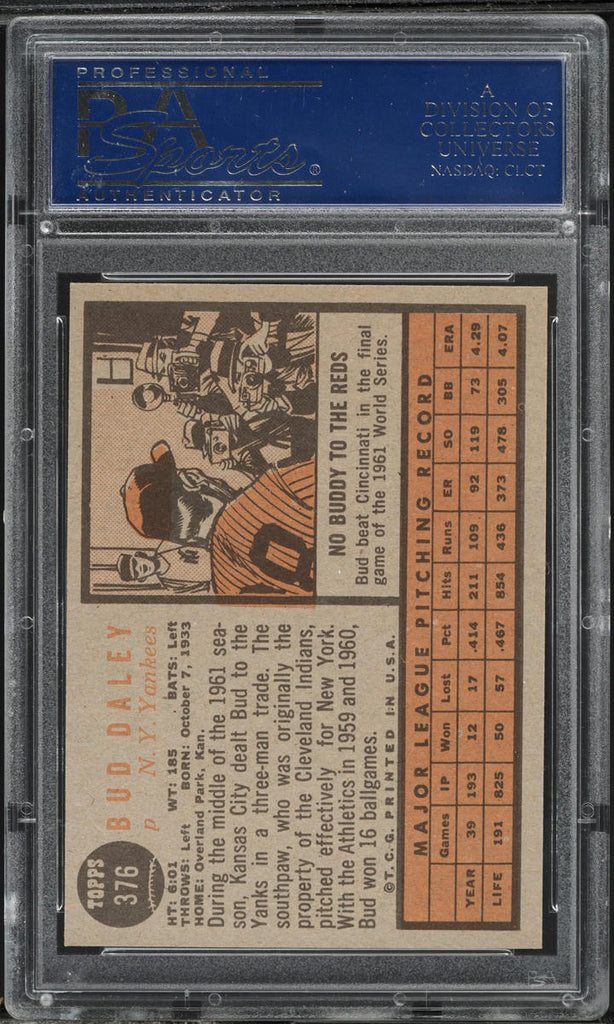 PROFESSIONAL
PSA
Sports®
AUTHENTICATOR
A
DIVISION OF
COLLECTORS
UNIVERSE
NASDAQ: CLCT
TOPPS
376
BUD DALEY
p N. Y. Yankees
HT: 6:01 WT: 185 BATS: Left
THROWS: Left BORN: October 7, 1933
HOME: Overland Park, Kan.
During the middle of the 1961 sea-
son, Kansas City dealt Bud to the
Yanks in a three-man trade. The
southpaw, who was originally the
property of the Cleveland Indians,
pitched effectively for New York.
With the Athletics in 1959 and 1960,
Bud won 16 ballgames.
©T.C.G. PRINTED IN U.S.A.
0
NO BUDDY TO THE REDS
Bud beat Cincinnati in the final
game of the 1961 World Series.
MAJOR LEAGUE PITCHING RECORD
Games IP Won Lost Pct Hits Runs ER SO BB ERA
YEAR 39 193 12 17 .414 211 109 92 119 73 4.29
LIFE 191 825 50 57 .467 854 436 373 478 305 4.07
PSA